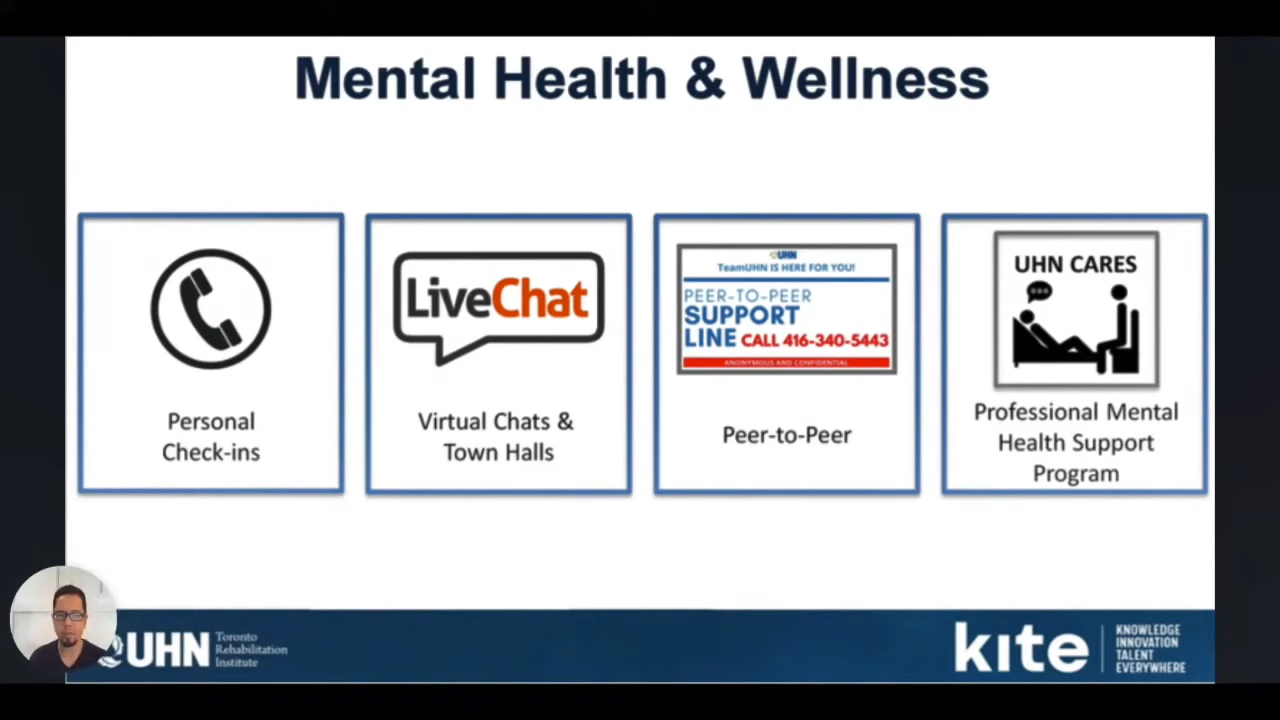 Mental Health & Wellness
Personal
Check-ins
LiveChat
Virtual Chats &
Town Halls
UHN
TeamUHN IS HERE FOR YOU!
PEER-TO-PEER
SUPPORT
LINE CALL 416-340-5443
ANONYMOUS AND CONFIDENTIAL
Peer-to-Peer
UHN CARES
Professional Mental
Health Support
Program
UHN
Toronto
Rehabilitation
Institute
kite
KNOWLEDGE
INNOVATION
TALENT
EVERYWHERE